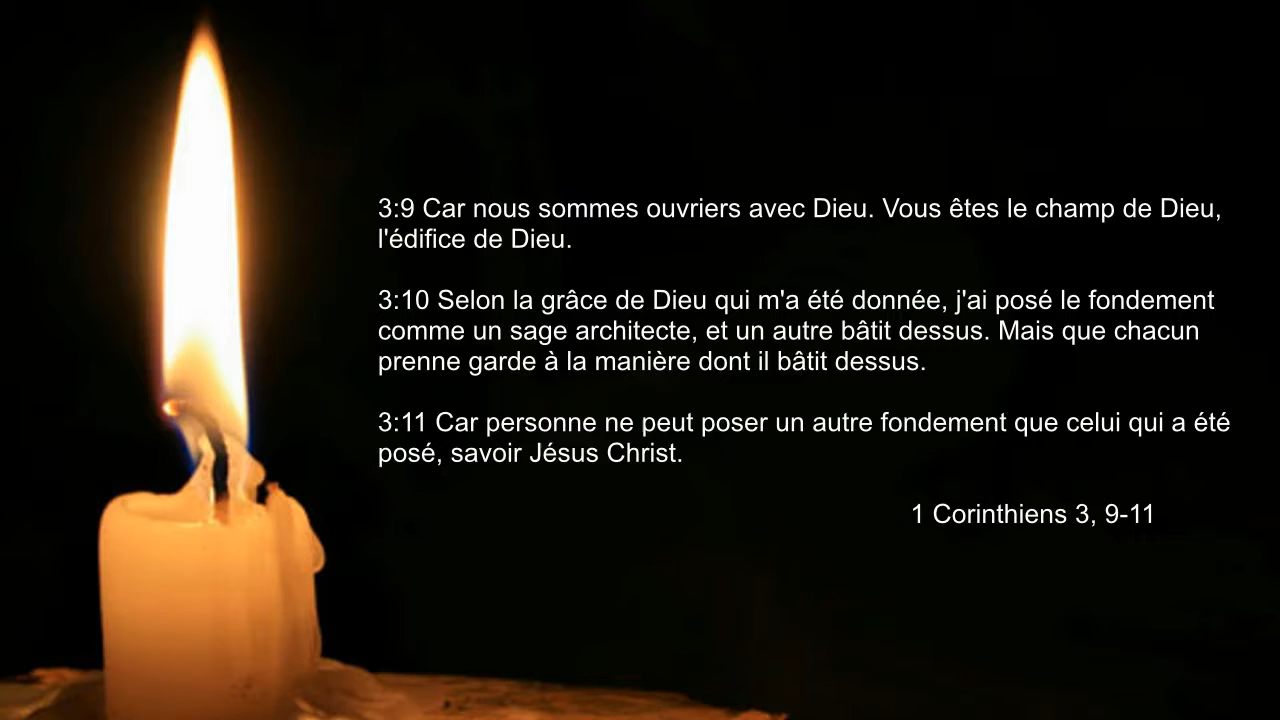 3:9 Car nous sommes ouvriers avec Dieu. Vous êtes le champ de Dieu,
l'édifice de Dieu.
3:10 Selon la grâce de Dieu qui m'a été donnée, j'ai posé le fondement
comme un sage architecte, et un autre bâtit dessus. Mais que chacun
prenne garde à la manière dont il bâtit dessus.
3:11 Car personne ne peut poser un autre fondement que celui qui a été
posé, savoir Jésus Christ.
1 Corinthiens 3, 9-11